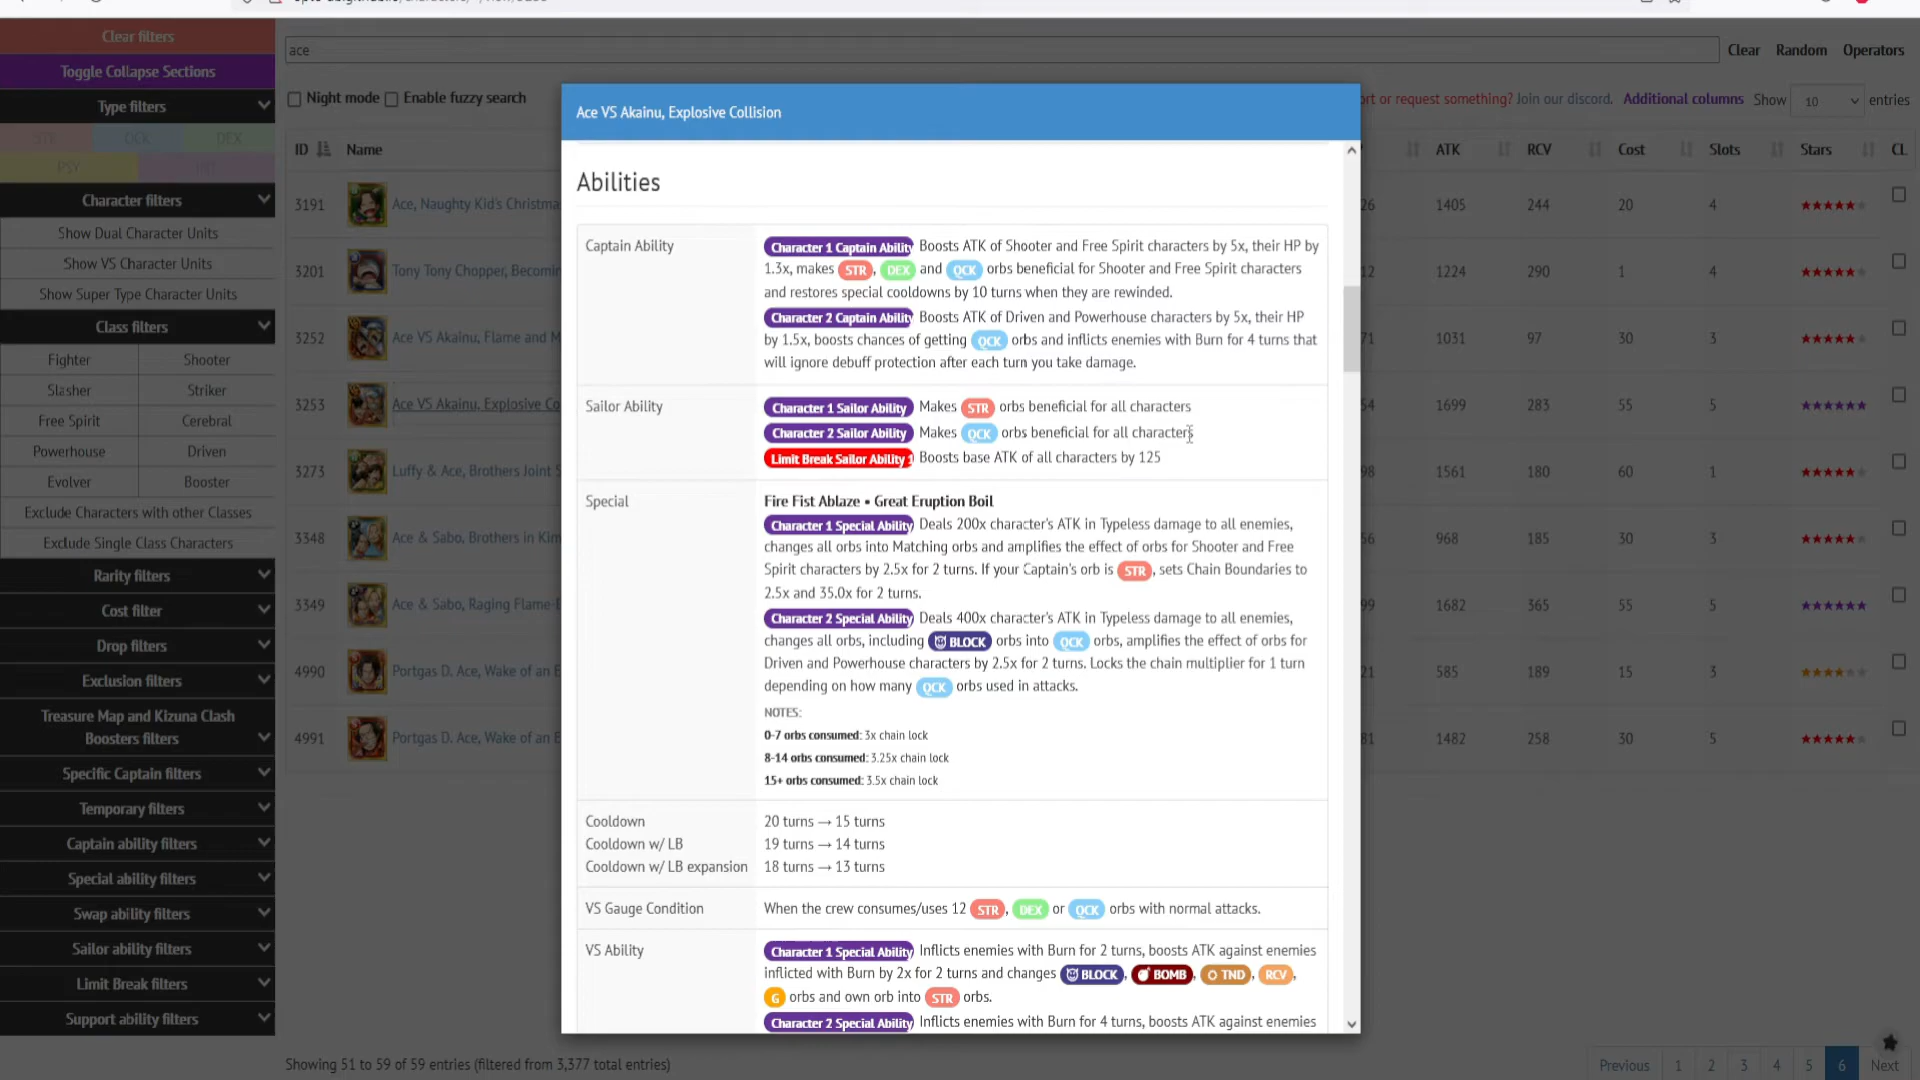 Clear filters
Toggle Collapse Sections
Type filters
STR QCK DEX
PSY INT
Character filters
Show Dual Character Units
Show VS Character Units
Show Super Type Character Units
Class filters
Fighter Shooter
Slasher Striker
Free Spirit Cerebral
Powerhouse Driven
Evolver Booster
Exclude Characters with other Classes
Exclude Single Class Characters
Rarity filters
Cost filter
Drop filters
Exclusion filters
Treasure Map and Kizuna Clash
Boosters filters
Specific Captain filters
Temporary filters
Captain ability filters
Special ability filters
Swap ability filters
Sailor ability filters
Limit Break filters
Support ability filters
ace
Clear Random Operators
Night mode Enable fuzzy search
ort or request something? Join our discord. Additional columns Show 10 entries
ID Name ATK RCV Cost Slots Stars CL
3191 Ace, Naughty Kid's Christma 26 1405 244 20 4
3201 Tony Tony Chopper, Becomin 12 1224 290 1 4
3252 Ace VS Akainu, Flame and M 71 1031 97 30 3
3253 Ace VS Akainu, Explosive Co 54 1699 283 55 5
3273 Luffy & Ace, Brothers Joint S 98 1561 180 60 1
3348 Ace & Sabo, Brothers in Kim 56 968 185 30 3
3349 Ace & Sabo, Raging Flame-E 99 1682 365 55 5
4990 Portgas D. Ace, Wake of an E 21 585 189 15 3
4991 Portgas D. Ace, Wake of an E 81 1482 258 30 5
Showing 51 to 59 of 59 entries (filtered from 3,377 total entries)
Previous 1 2 3 4 5 6 Next
Ace VS Akainu, Explosive Collision
Abilities
Captain Ability
Character 1 Captain Ability Boosts ATK of Shooter and Free Spirit characters by 5x, their HP by
1.3x, makes STR, DEX and QCK orbs beneficial for Shooter and Free Spirit characters
and restores special cooldowns by 10 turns when they are rewinded.
Character 2 Captain Ability Boosts ATK of Driven and Powerhouse characters by 5x, their HP
by 1.5x, boosts chances of getting QCK orbs and inflicts enemies with Burn for 4 turns that
will ignore debuff protection after each turn you take damage.
Sailor Ability
Character 1 Sailor Ability Makes STR orbs beneficial for all characters
Character 2 Sailor Ability Makes QCK orbs beneficial for all characters
Limit Break Sailor Ability 1 Boosts base ATK of all characters by 125
Special
Fire Fist Ablaze • Great Eruption Boil
Character 1 Special Ability Deals 200x character's ATK in Typeless damage to all enemies,
changes all orbs into Matching orbs and amplifies the effect of orbs for Shooter and Free
Spirit characters by 2.5x for 2 turns. If your Captain's orb is STR, sets Chain Boundaries to
2.5x and 35.0x for 2 turns.
Character 2 Special Ability Deals 400x character's ATK in Typeless damage to all enemies,
changes all orbs, including BLOCK orbs into QCK orbs, amplifies the effect of orbs for
Driven and Powerhouse characters by 2.5x for 2 turns. Locks the chain multiplier for 1 turn
depending on how many QCK orbs used in attacks.
NOTES:
0-7 orbs consumed: 3x chain lock
8-14 orbs consumed: 3.25x chain lock
15+ orbs consumed: 3.5x chain lock
Cooldown 20 turns → 15 turns
Cooldown w/ LB 19 turns → 14 turns
Cooldown w/ LB expansion 18 turns → 13 turns
VS Gauge Condition When the crew consumes/uses 12 STR, DEX or QCK orbs with normal attacks.
VS Ability
Character 1 Special Ability Inflicts enemies with Burn for 2 turns, boosts ATK against enemies
inflicted with Burn by 2x for 2 turns and changes BLOCK, BOMB, TND, RCV,
G orbs and own orb into STR orbs.
Character 2 Special Ability Inflicts enemies with Burn for 4 turns, boosts ATK against enemies